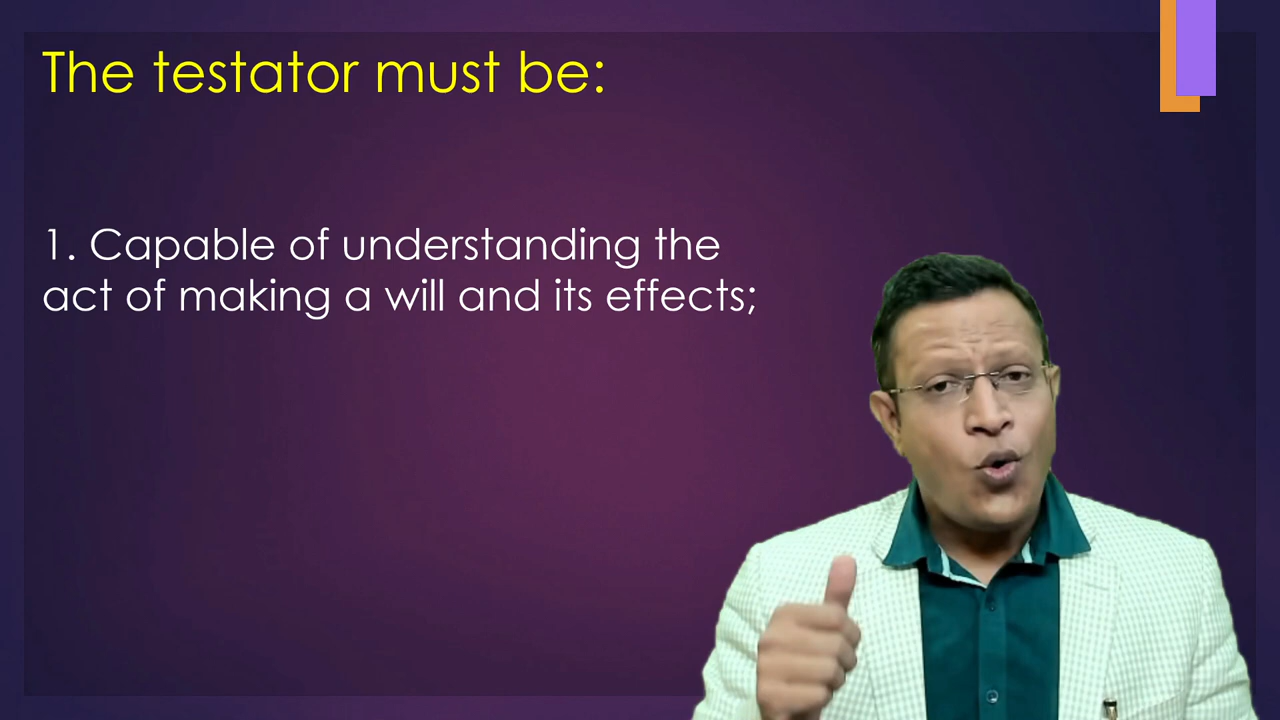 The testator must be:
1. Capable of understanding the
act of making a will and its effects;